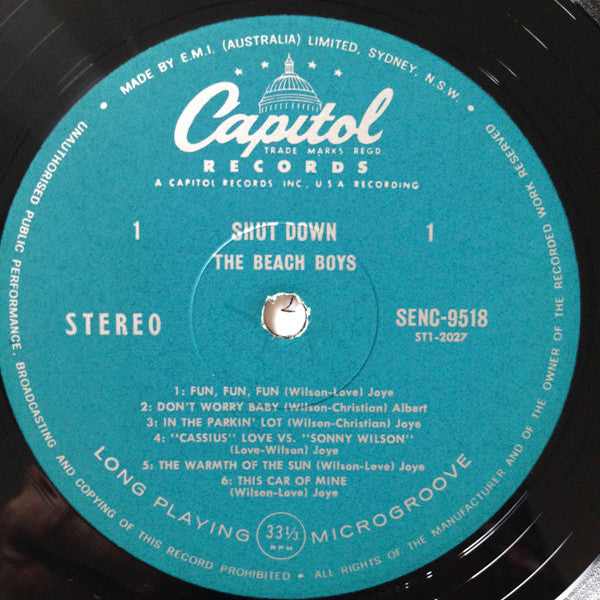 • MADE BY E.M.I. (AUSTRALIA) LIMITED, SYDNEY, N.S.W. •
Capitol
TRADE MARKS REGD
RECORDS
A CAPITOL RECORDS INC, U S A RECORDING
1 SHUT DOWN 1
THE BEACH BOYS
STEREO SENC-9518
ST1-2027
1: FUN, FUN, FUN (Wilson-Love) Joye
2: DON'T WORRY BABY (Wilson-Christian) Albert
3: IN THE PARKIN' LOT (Wilson-Christian) Joye
4: "CASSIUS" LOVE VS. "SONNY WILSON"
(Love-Wilson) Joye
5: THE WARMTH OF THE SUN (Wilson-Love) Joye
6: THIS CAR OF MINE
(Wilson-Love) Joye
LONG PLAYING 33⅓ MICROGROOVE
RPM
UNAUTHORISED PUBLIC PERFORMANCE, BROADCASTING AND COPYING OF THIS RECORD PROHIBITED • ALL RIGHTS OF THE MANUFACTURER AND OF THE OWNER OF THE RECORDED WORK RESERVED